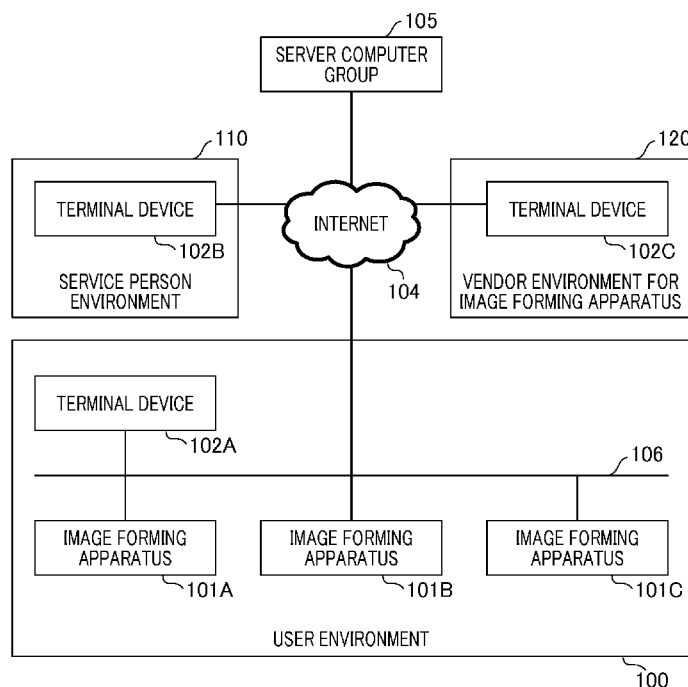 105
SERVER COMPUTER
GROUP
110
120
TERMINAL DEVICE
102B
SERVICE PERSON
ENVIRONMENT
INTERNET
104
TERMINAL DEVICE
102C
VENDOR ENVIRONMENT FOR
IMAGE FORMING APPARATUS
TERMINAL DEVICE
102A
106
IMAGE FORMING
APPARATUS
101A
IMAGE FORMING
APPARATUS
101B
IMAGE FORMING
APPARATUS
101C
USER ENVIRONMENT
100